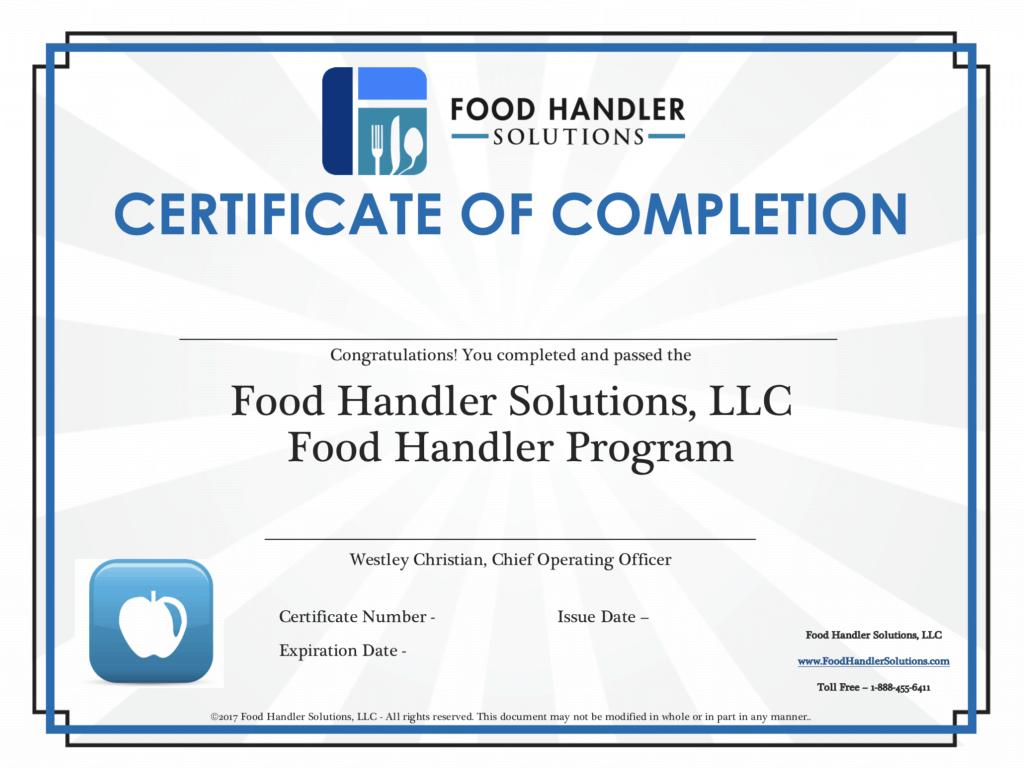 FOOD HANDLER
SOLUTIONS
CERTIFICATE OF COMPLETION
Congratulations! You completed and passed the
Food Handler Solutions, LLC
Food Handler Program
Westley Christian, Chief Operating Officer
Certificate Number -
Issue Date –
Expiration Date -
Food Handler Solutions, LLC
www.FoodHandlerSolutions.com
Toll Free – 1-888-455-6411
©2017 Food Handler Solutions, LLC - All rights reserved. This document may not be modified in whole or in part in any manner..